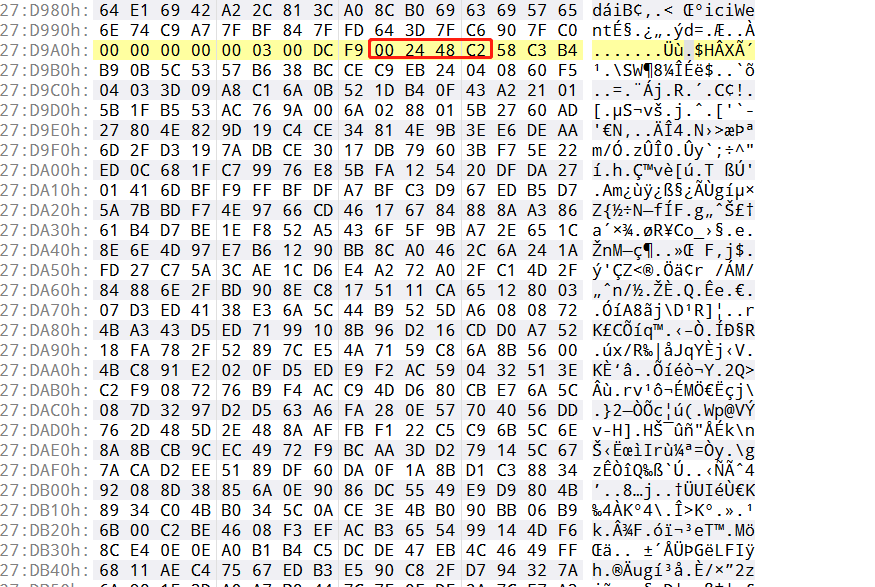 27:D980h: 64 E1 69 42 A2 2C 81 3C A0 8C B0 69 63 69 57 65 dáiB¢,.< Œ°iciWe
27:D990h: 6E 74 C9 A7 7F BF 84 7F FD 64 3D 7F C6 90 7F C0 ntÉ§.¿„.ýd=.Æ..À
27:D9A0h: 00 00 00 00 00 03 00 DC F9 00 24 48 C2 58 C3 B4 .......Üù.$HÂXÃ´
27:D9B0h: B9 0B 5C 53 57 B6 38 BC CE C9 EB 24 04 08 60 F5 ¹.\SW¶8¼ÎÉë$..`õ
27:D9C0h: 04 03 3D 09 A8 C1 6A 0B 52 1D B4 0F 43 A2 21 01 ..=.¨Áj.R.´.C¢!.
27:D9D0h: 5B 1F B5 53 AC 76 9A 00 6A 02 88 01 5B 27 60 AD [.µS¬vš.j.ˆ.['`-
27:D9E0h: 27 80 4E 82 9D 19 C4 CE 34 81 4E 9B 3E E6 DE AA '€N‚..ÄÎ4.N›>æÞª
27:D9F0h: 6D 2F D3 19 7A DB CE 30 17 DB 79 60 3B F7 5E 22 m/Ó.zÛÎ0.Ûy`;÷^"
27:DA00h: ED 0C 68 1F C7 99 76 E8 5B FA 12 54 20 DF DA 27 í.h.Ç™vè[ú.T ßÚ'
27:DA10h: 01 41 6D BF F9 FF BF DF A7 BF C3 D9 67 ED B5 D7 .Am¿ùÿ¿ß§¿ÃÙgíµ×
27:DA20h: 5A 7B BD F7 4E 97 66 CD 46 17 67 84 88 8A A3 86 Z{½÷N—fÍF.g„ˆŠ£†
27:DA30h: 61 B4 D7 BE 1E F8 52 A5 43 6F 5F 9B A7 2E 65 1C a´×¾.øR¥Co_›§.e.
27:DA40h: 8E 6E 4D 97 E7 B6 12 90 BB 8C A0 46 2C 6A 24 1A ŽnM—ç¶..»Œ F,j$.
27:DA50h: FD 27 C7 5A 3C AE 1C D6 E4 A2 72 A0 2F C1 4D 2F ý'ÇZ<®.Öä¢r /ÁM/
27:DA60h: 84 88 6E 2F BD 90 8E C8 17 51 11 CA 65 12 80 03 „ˆn/½.ŽÈ.Q.Êe.€.
27:DA70h: 07 D3 ED 41 38 E3 6A 5C 44 B9 52 5D A6 08 08 72 .ÓíA8ãj\D¹R]¦..r
27:DA80h: 4B A3 43 D5 ED 71 99 10 8B 96 D2 16 CD D0 A7 52 K£CÕíq™.‹–Ò.ÍÐ§R
27:DA90h: 18 FA 78 2F 52 89 7C E5 4A 71 59 C8 6A 8B 56 00 .úx/R‰|åJqYÈj‹V.
27:DAA0h: 4B C8 91 E2 02 0F D5 ED E9 F2 AC 59 04 32 51 3E KÈ‘â..Õíéò¬Y.2Q>
27:DAB0h: C2 F9 08 72 76 B9 F4 AC C9 4D D6 80 CB E7 6A 5C Âù.rv¹ô¬ÉMÖ€Ëçj\
27:DAC0h: 08 7D 32 97 D2 D5 63 A6 FA 28 0E 57 70 40 56 DD .}2—ÒÕc¦ú(.Wp@VÝ
27:DAD0h: 76 2D 48 5D 2E 48 8A AF FB F1 22 C5 C9 6B 5C 6E v-H].HŠ¯ûñ"ÅÉk\n
27:DAE0h: 8A 8B CB 9C EC 49 72 F9 BC AA 3D D2 79 14 5C 67 Š‹ËœìIrù¼ª=Òy.\g
27:DAF0h: 7A CA D2 EE 51 89 DF 60 DA 0F 1A 8B D1 C3 88 34 zÊÒîQ‰ß`Ú..‹ÑÃˆ4
27:DB00h: 92 08 8D 38 85 6A 0E 90 86 DC 55 49 E9 D9 80 4B ’..8…j..†ÜUIéÙ€K
27:DB10h: 89 34 C0 4B B0 34 5C 0A CE 3E 4B B0 90 BB 06 B9 ‰4ÀK°4\.Î>K°.».¹
27:DB20h: 6B 00 C2 BE 46 08 F3 EF AC B3 65 54 99 14 4D F6 k.Â¾F.óï¬³eT™.Mö
27:DB30h: 8C E4 0E 0E A0 B1 B4 C5 DC DE 47 EB 4C 46 49 FF Œä.. ±´ÅÜÞGëLFIÿ
27:DB40h: 68 11 AE C4 75 67 ED B3 E5 90 C8 2F D7 94 32 7A h.®Äugí³å.È/×”2z